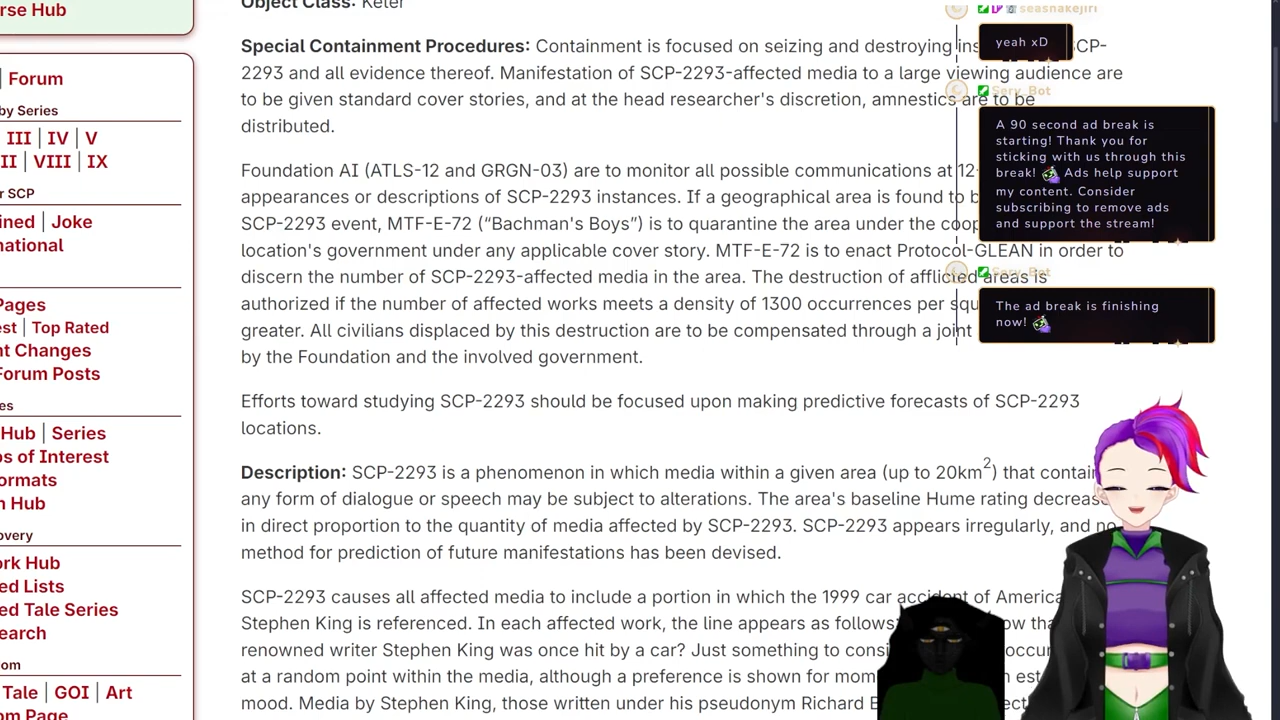 rse Hub
| Forum
by Series
III | IV | V
II | VIII | IX
r SCP
ined | Joke
national
Pages
est | Top Rated
nt Changes
Forum Posts
es
Hub | Series
ps of Interest
ormats
n Hub
overy
ork Hub
ed Lists
ed Tale Series
earch
om
Tale | GOI | Art
om Page
Object Class: Keter
Special Containment Procedures: Containment is focused on seizing and destroying ins SCP-
2293 and all evidence thereof. Manifestation of SCP-2293-affected media to a large viewing audience are
to be given standard cover stories, and at the head researcher's discretion, amnestics are to be
distributed.
Foundation AI (ATLS-12 and GRGN-03) are to monitor all possible communications at 12-
appearances or descriptions of SCP-2293 instances. If a geographical area is found to b
SCP-2293 event, MTF-E-72 (“Bachman's Boys”) is to quarantine the area under the coop
location's government under any applicable cover story. MTF-E-72 is to enact Protocol-GLEAN in order to
discern the number of SCP-2293-affected media in the area. The destruction of afflicted areas is
authorized if the number of affected works meets a density of 1300 occurrences per squ
greater. All civilians displaced by this destruction are to be compensated through a joint
by the Foundation and the involved government.
Efforts toward studying SCP-2293 should be focused upon making predictive forecasts of SCP-2293
locations.
Description: SCP-2293 is a phenomenon in which media within a given area (up to 20km2) that contain
any form of dialogue or speech may be subject to alterations. The area's baseline Hume rating decreas
in direct proportion to the quantity of media affected by SCP-2293. SCP-2293 appears irregularly, and no
method for prediction of future manifestations has been devised.
SCP-2293 causes all affected media to include a portion in which the 1999 car accident of America
Stephen King is referenced. In each affected work, the line appears as follows: ow tha
renowned writer Stephen King was once hit by a car? Just something to consi occur
at a random point within the media, although a preference is shown for mom n est
mood. Media by Stephen King, those written under his pseudonym Richard B ect
seasnakejiri
yeah xD
Serv_Bot
A 90 second ad break is
starting! Thank you for
sticking with us through this
break! Ads help support
my content. Consider
subscribing to remove ads
and support the stream!
Serv_Bot
The ad break is finishing
now!